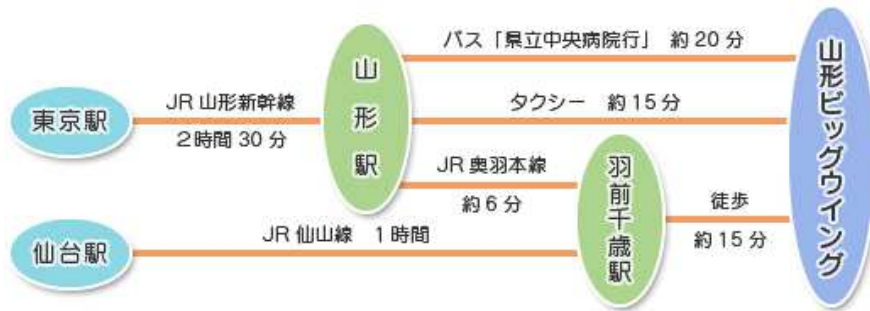 東京駅
JR 山形新幹線
2時間 30 分
山形駅
バス「県立中央病院行」 約 20 分
タクシー 約 15 分
JR 奥羽本線
約 6 分
羽前千歳駅
徒歩
約 15 分
山形ビッグウイング
仙台駅
JR 仙山線 1 時間